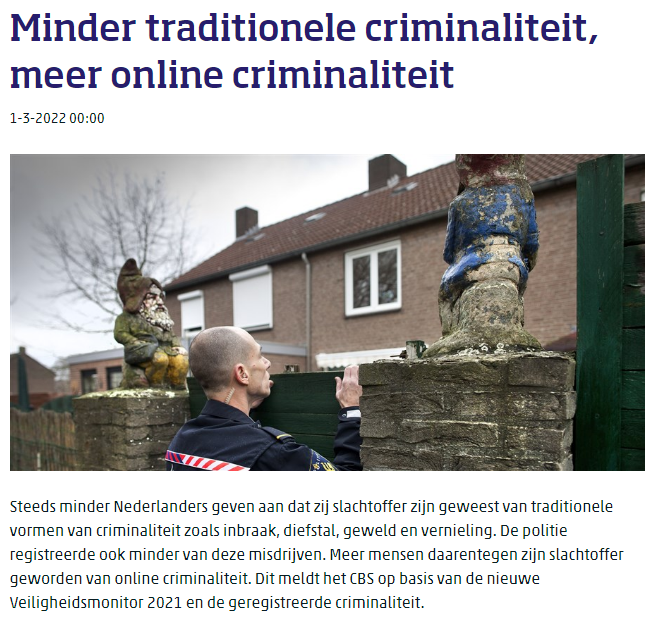 Minder traditionele criminaliteit,
meer online criminaliteit
1-3-2022 00:00
Steeds minder Nederlanders geven aan dat zij slachtoffer zijn geweest van traditionele
vormen van criminaliteit zoals inbraak, diefstal, geweld en vernieling. De politie
registreerde ook minder van deze misdrijven. Meer mensen daarentegen zijn slachtoffer
geworden van online criminaliteit. Dit meldt het CBS op basis van de nieuwe
Veiligheidsmonitor 2021 en de geregistreerde criminaliteit.